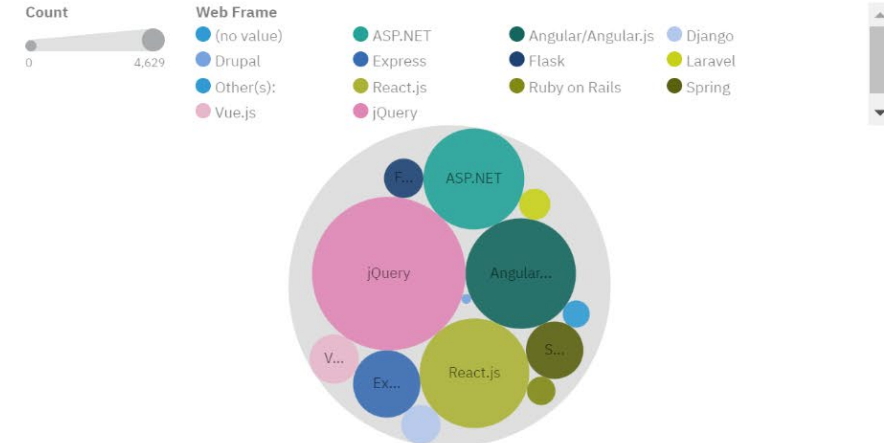 Count
0 4,629
Web Frame
(no value) ASP.NET Angular/Angular.js Django
Drupal Express Flask Laravel
Other(s): React.js Ruby on Rails Spring
Vue.js jQuery
F... ASP.NET
jQuery Angular...
V... Ex... React.js S...